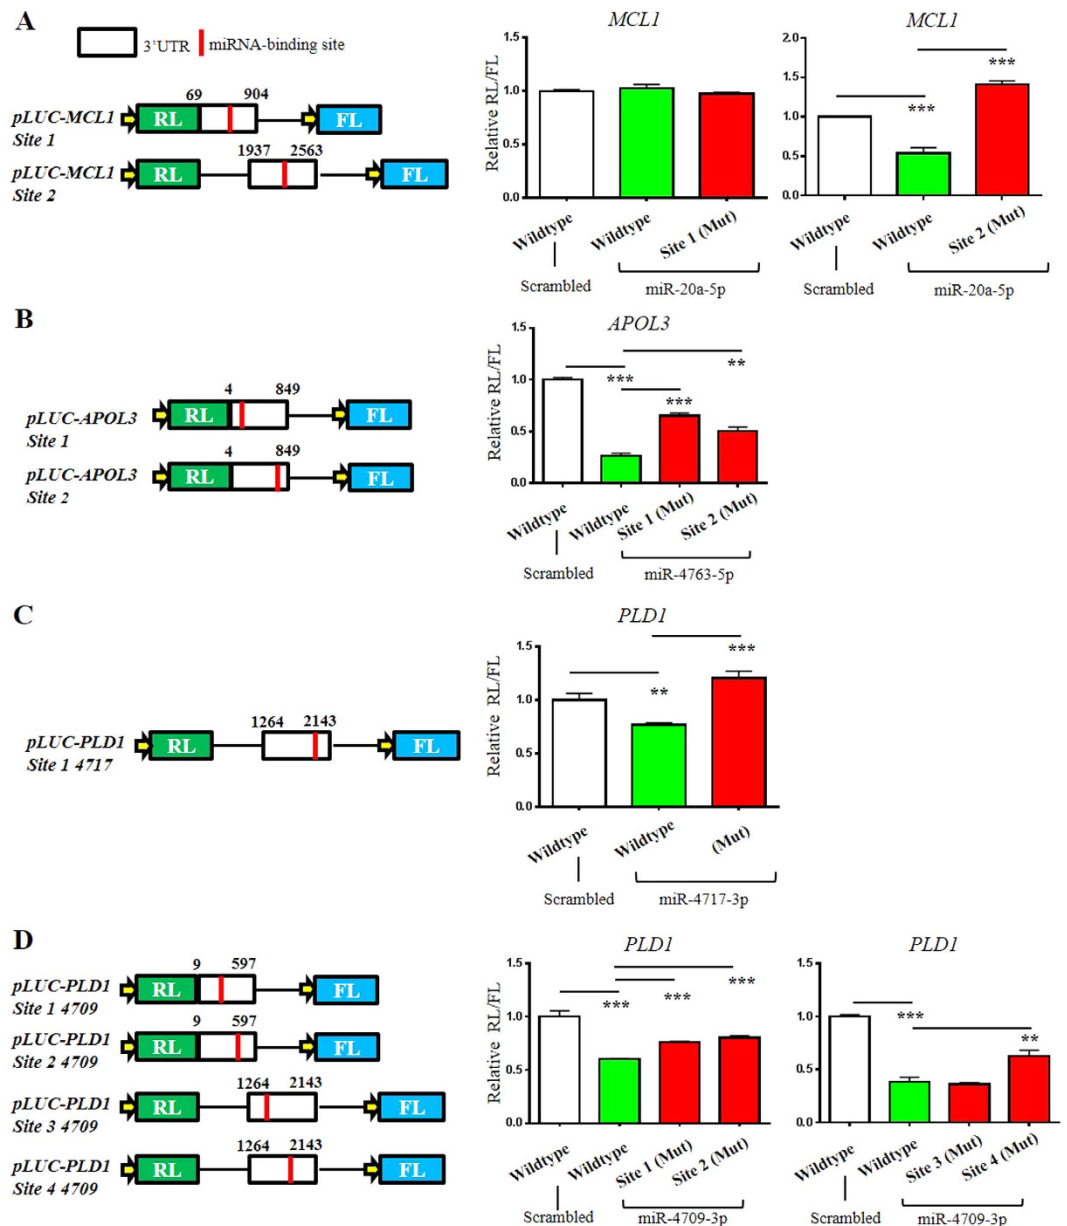 A
3'UTR
miRNA-binding site
69 904
pLUC-MCL1
Site 1
RL FL
1937 2563
pLUC-MCL1
Site 2
RL FL
MCL1
Relative RL/FL
1.5
1.0
0.5
1.0
Wildtype
Wildtype
Site 1 (Mut)
Scrambled
miR-20a-5p
MCL1
2.0
1.5
1.0
0.5
0.0
***
***
Wildtype
Wildtype
Site 2 (Mut)
Scrambled
miR-20a-5p
B
4 849
pLUC-APOL3
Site 1
RL FL
4 849
pLUC-APOL3
Site 2
RL FL
APOL3
Relative RL/FL
1.5
1.0
0.5
0.0
***
***
**
Wildtype
Wildtype
Site 1 (Mut)
Site 2 (Mut)
Scrambled
miR-4763-5p
C
1264 2143
pLUC-PLD1
Site 1 4717
RL FL
PLD1
Relative RL/FL
1.5
1.0
0.5
0.0
**
***
Wildtype
Wildtype
(Mut)
Scrambled
miR-4717-3p
D
9 597
pLUC-PLD1
Site 1 4709
RL FL
9 597
pLUC-PLD1
Site 2 4709
RL FL
1264 2143
pLUC-PLD1
Site 3 4709
RL FL
1264 2143
pLUC-PLD1
Site 4 4709
RL FL
PLD1
Relative RL/FL
1.5
1.0
0.5
0.0
***
***
***
Wildtype
Wildtype
Site 1 (Mut)
Site 2 (Mut)
Scrambled
miR-4709-3p
PLD1
1.5
1.0
0.5
0.0
***
**
Wildtype
Wildtype
Site 3 (Mut)
Site 4 (Mut)
Scrambled
miR-4709-3p